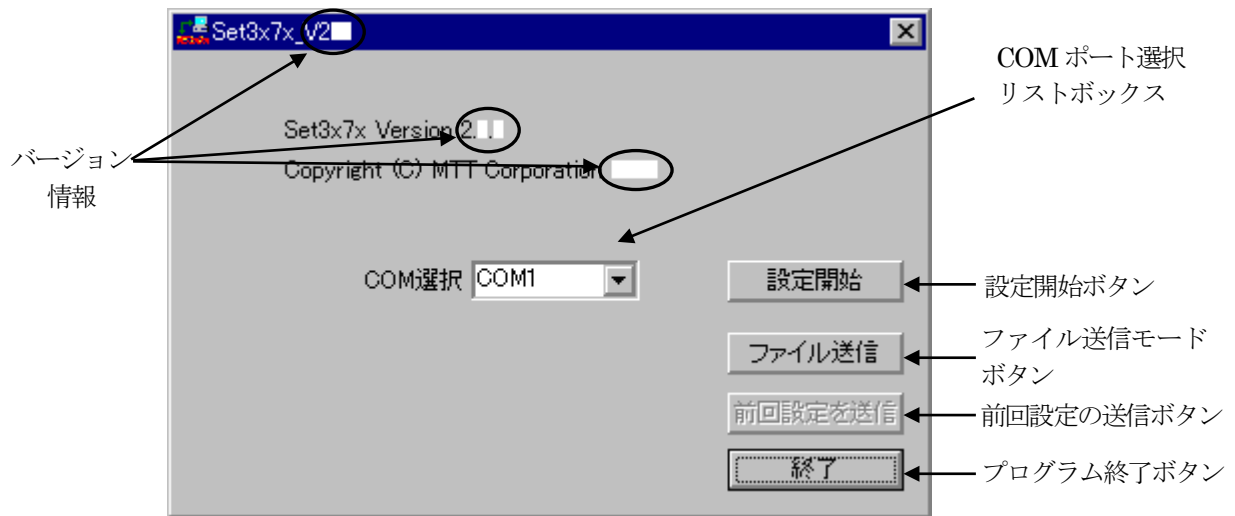 Set3x7x_V2
COM ポート選択
リストボックス
Set3x7x Version 2. .
Copyright (C) MTT Corporation
バージョン
情報
COM選択 COM1
設定開始
設定開始ボタン
ファイル送信
ファイル送信モード
ボタン
前回設定を送信
前回設定の送信ボタン
終了
プログラム終了ボタン